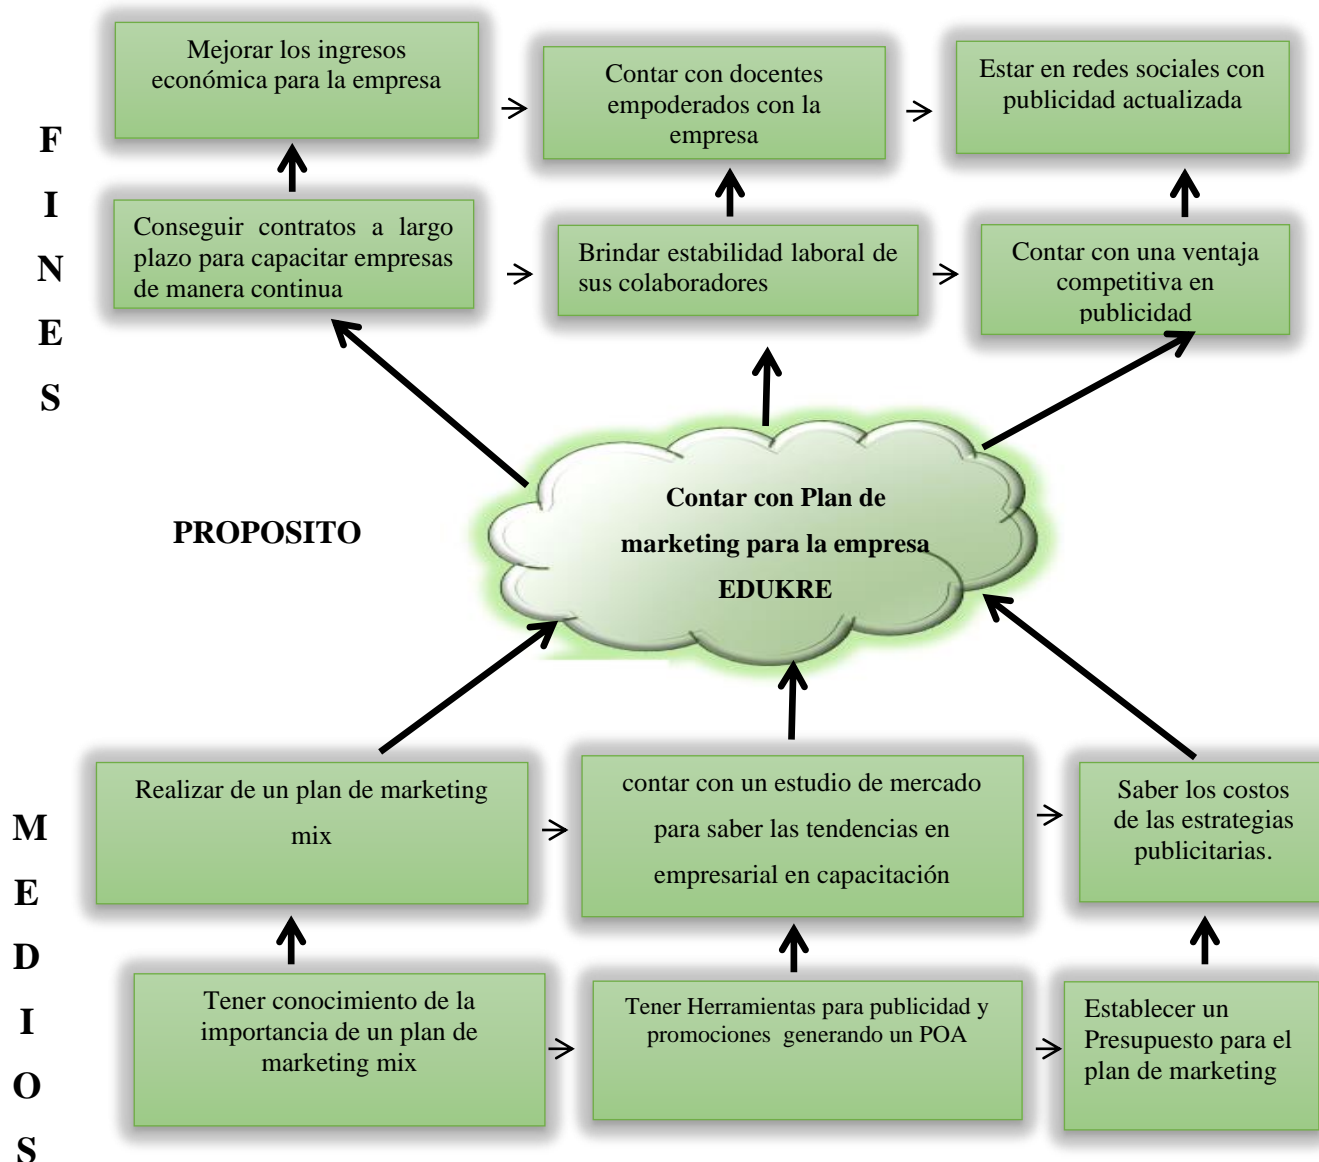 Mejorar los ingresos
económica para la empresa
Contar con docentes
empoderados con la
empresa
Estar en redes sociales con
publicidad actualizada
F
I
N
E
S
Conseguir contratos a largo
plazo para capacitar empresas
de manera continua
Brindar estabilidad laboral de
sus colaboradores
Contar con una ventaja
competitiva en
publicidad
PROPOSITO
Contar con Plan de
marketing para la empresa
EDUKRE
Realizar de un plan de marketing
mix
contar con un estudio de mercado
para saber las tendencias en
empresarial en capacitación
Saber los costos
de las estrategias
publicitarias.
M
E
D
I
O
S
Tener conocimiento de la
importancia de un plan de
marketing mix
Tener Herramientas para publicidad y
promociones generando un POA
Establecer un
Presupuesto para el
plan de marketing